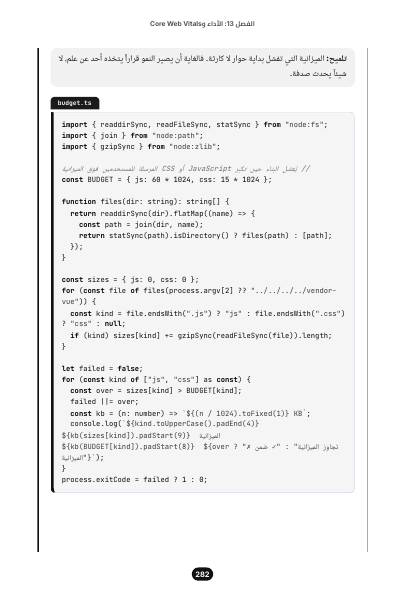 الفصل 13: الأداء وCore Web Vitals
تلميح: الميزانية التي تفشل بداية حوار لا كارثة. فالغاية أن يصير النمو قراراً يتخذه أحد عن علم، لا
شيئاً يحدث صدفة.
budget.ts
import { readdirSync, readFileSync, statSync } from "node:fs";
import { join } from "node:path";
import { gzipSync } from "node:zlib";
// يفشل البناء حين تكبر JavaScript أو CSS المرسلة للمستخدمين فوق الميزانية
const BUDGET = { js: 60 * 1024, css: 15 * 1024 };
function files(dir: string): string[] {
  return readdirSync(dir).flatMap((name) => {
    const path = join(dir, name);
    return statSync(path).isDirectory() ? files(path) : [path];
  });
}
const sizes = { js: 0, css: 0 };
for (const file of files(process.argv[2] ?? "../../../../vendor-
vue")) {
  const kind = file.endsWith(".js") ? "js" : file.endsWith(".css")
? "css" : null;
  if (kind) sizes[kind] += gzipSync(readFileSync(file)).length;
}
let failed = false;
for (const kind of ["js", "css"] as const) {
  const over = sizes[kind] > BUDGET[kind];
  failed ||= over;
  const kb = (n: number) => `${(n / 1024).toFixed(1)} KB`;
  console.log(`${kind.toUpperCase().padEnd(4)}
${kb(sizes[kind]).padStart(9)}  الميزانية
${kb(BUDGET[kind]).padStart(8)}  ${over ? "✗ تجاوز الميزانية" : "✓ ضمن
الميزانية"}`);
}
process.exitCode = failed ? 1 : 0;
282